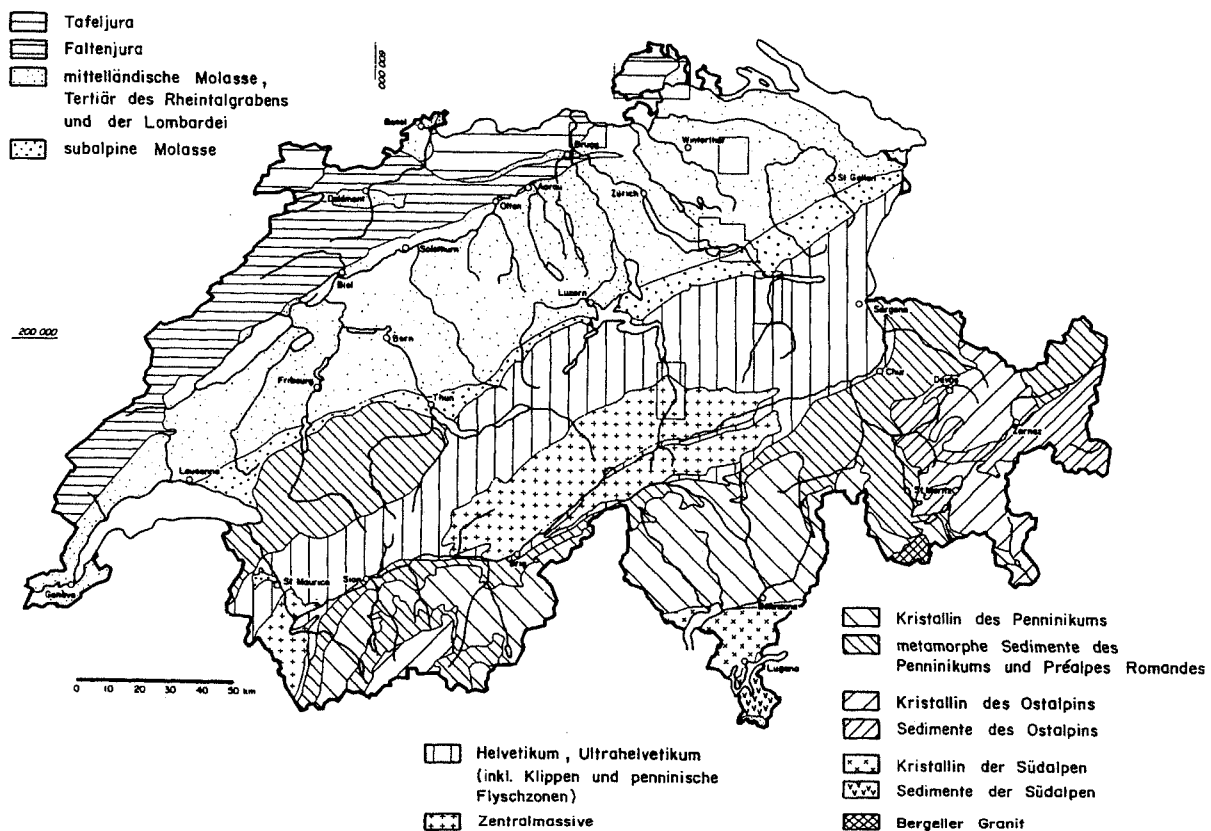 Tafeljura
Faltenjura
mittelländische Molasse,
Tertiär des Rheintalgrabens
und der Lombardei
subalpine Molasse
600 000
200 000
Basel
Brugg
Winterthur
St Gallen
Delémont
Aarau
Olten
Zürich
Solothurn
Biel
Luzern
Bern
Fribourg
Thun
Sargans
Chur
Davos
Zernez
Lausanne
St Moritz
Genève
St Maurice
Sion
Brig
Bellinzona
Lugano
0 10 20 30 40 50 km
Helvetikum, Ultrahelvetikum
(inkl. Klippen und penninische
Flyschzonen)
Zentralmassive
Kristallin des Penninikums
metamorphe Sedimente des
Penninikums und Préalpes Romandes
Kristallin des Ostalpins
Sedimente des Ostalpins
Kristallin der Südalpen
Sedimente der Südalpen
Bergeller Granit